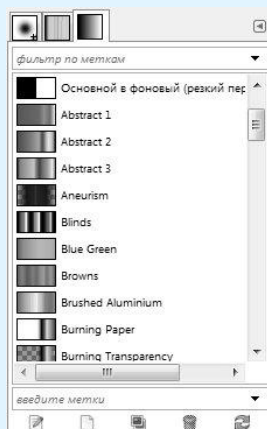 фильтр по меткам
Основной в фоновый (резкий пер
Abstract 1
Abstract 2
Abstract 3
Aneurism
Blinds
Blue Green
Browns
Brushed Aluminium
Burning Paper
Burning Transparency
введите метки